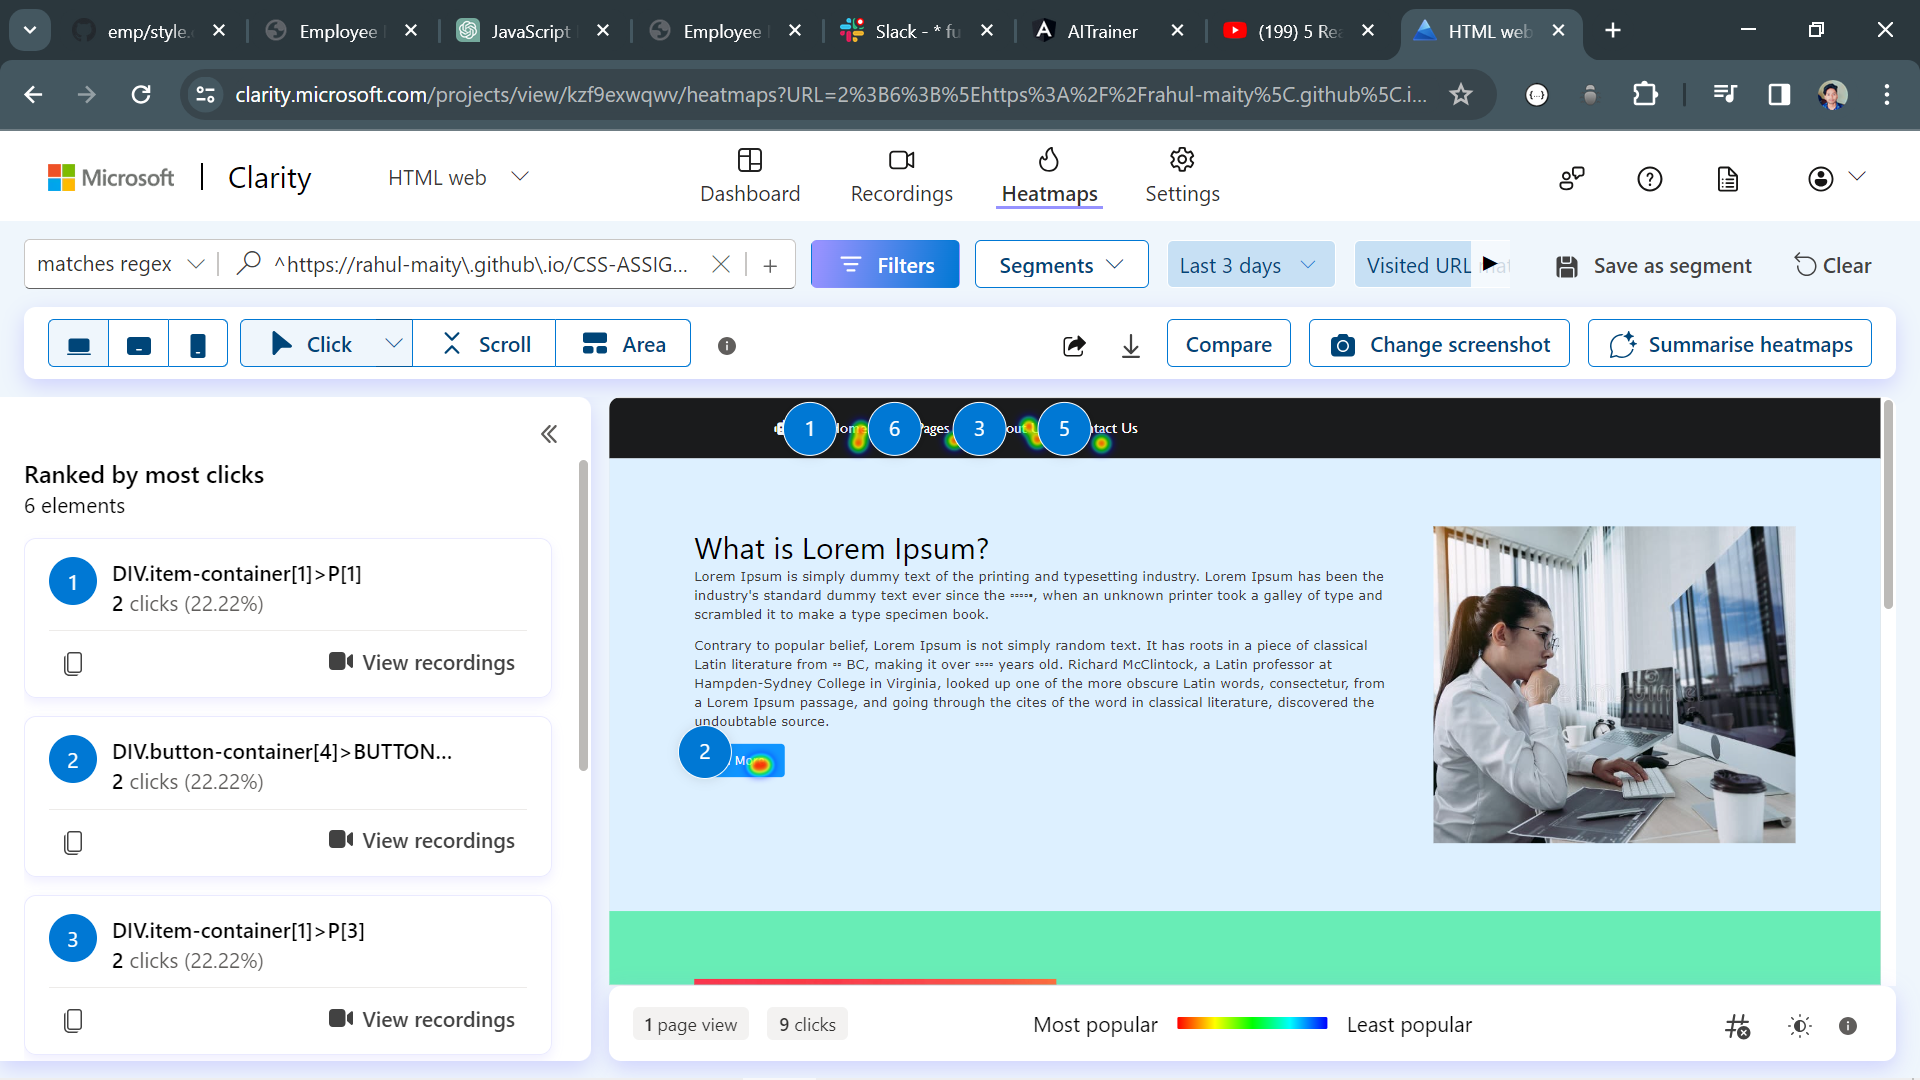 emp/style.
Employee
JavaScript
Employee
Slack - * fu
AITrainer
(199) 5 Rea
HTML web
clarity.microsoft.com/projects/view/kzf9exwqwv/heatmaps?URL=2%3B6%3B%5Ehttps%3A%2F%2Frahul-maity%5C.github%5C.i...
Microsoft
Clarity
HTML web
Dashboard
Recordings
Heatmaps
Settings
matches regex
^https://rahul-maity\.github\.io/CSS-ASSIG...
Filters
Segments
Last 3 days
Visited URL
Save as segment
Clear
Click
Scroll
Area
Compare
Change screenshot
Summarise heatmaps
Ranked by most clicks
6 elements
1
DIV.item-container[1]>P[1]
2 clicks (22.22%)
View recordings
2
DIV.button-container[4]>BUTTON...
2 clicks (22.22%)
View recordings
3
DIV.item-container[1]>P[3]
2 clicks (22.22%)
View recordings
1
6
Pages
3
5
Us
What is Lorem Ipsum?
Lorem Ipsum is simply dummy text of the printing and typesetting industry. Lorem Ipsum has been the
industry's standard dummy text ever since the ••••, when an unknown printer took a galley of type and
scrambled it to make a type specimen book.
Contrary to popular belief, Lorem Ipsum is not simply random text. It has roots in a piece of classical
Latin literature from •• BC, making it over •••• years old. Richard McClintock, a Latin professor at
Hampden-Sydney College in Virginia, looked up one of the more obscure Latin words, consectetur, from
a Lorem Ipsum passage, and going through the cites of the word in classical literature, discovered the
undoubtable source.
2
1 page view
9 clicks
Most popular
Least popular